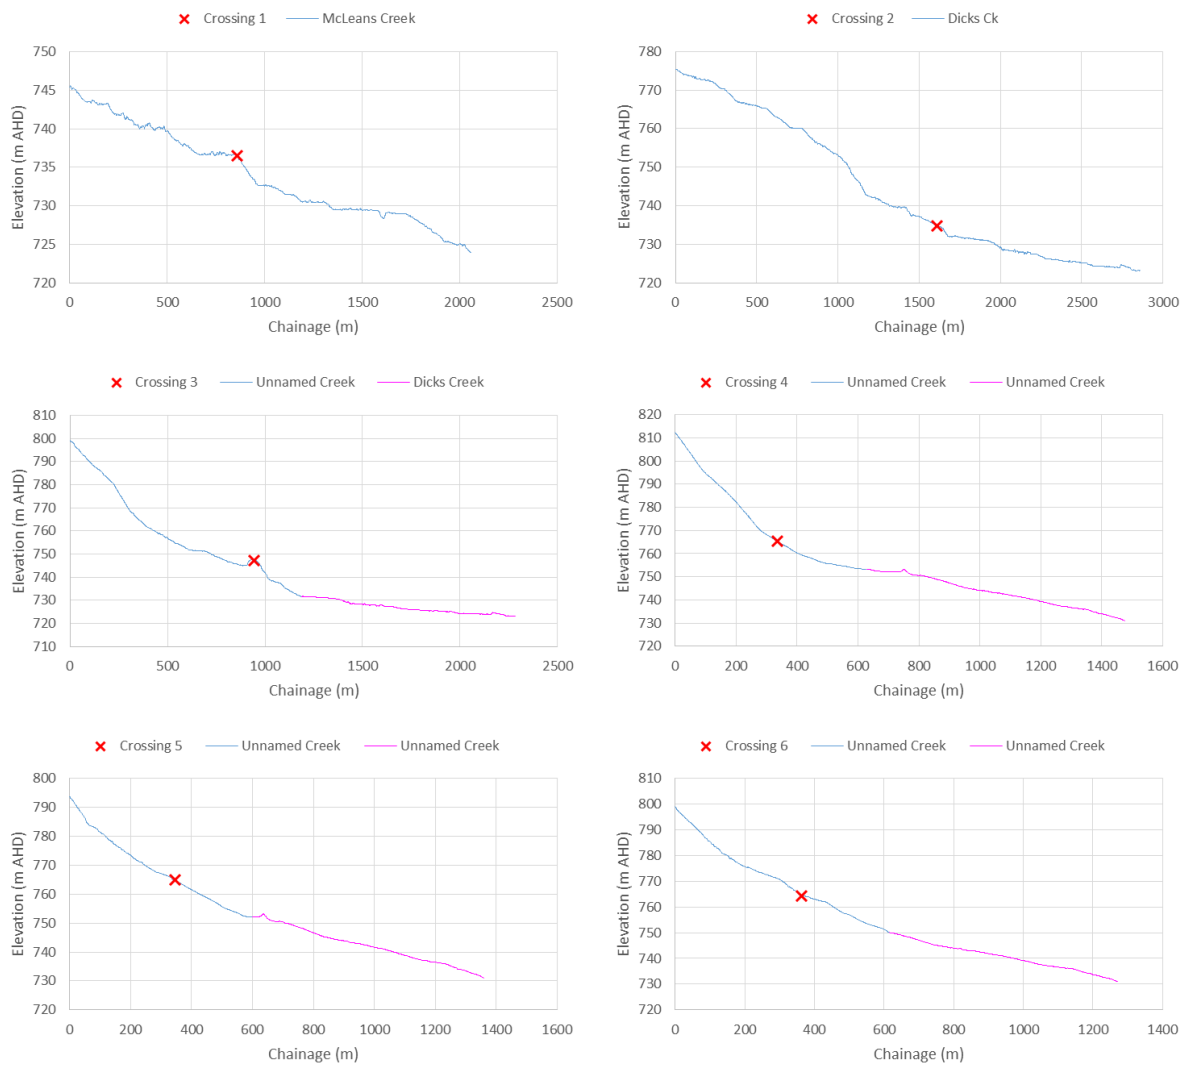 Crossing 1 McLeans Creek
750
745
740
735
730
725
720
0 500 1000 1500 2000 2500
Elevation (m AHD)
Chainage (m)
Crossing 2 Dicks Ck
780
770
760
750
740
730
720
0 500 1000 1500 2000 2500 3000
Elevation (m AHD)
Chainage (m)
Crossing 3 Unnamed Creek Dicks Creek
810
800
790
780
770
760
750
740
730
720
710
0 500 1000 1500 2000 2500
Elevation (m AHD)
Chainage (m)
Crossing 4 Unnamed Creek Unnamed Creek
820
810
800
790
780
770
760
750
740
730
720
0 200 400 600 800 1000 1200 1400 1600
Elevation (m AHD)
Chainage (m)
Crossing 5 Unnamed Creek Unnamed Creek
800
790
780
770
760
750
740
730
720
0 200 400 600 800 1000 1200 1400 1600
Elevation (m AHD)
Chainage (m)
Crossing 6 Unnamed Creek Unnamed Creek
810
800
790
780
770
760
750
740
730
720
0 200 400 600 800 1000 1200 1400
Elevation (m AHD)
Chainage (m)